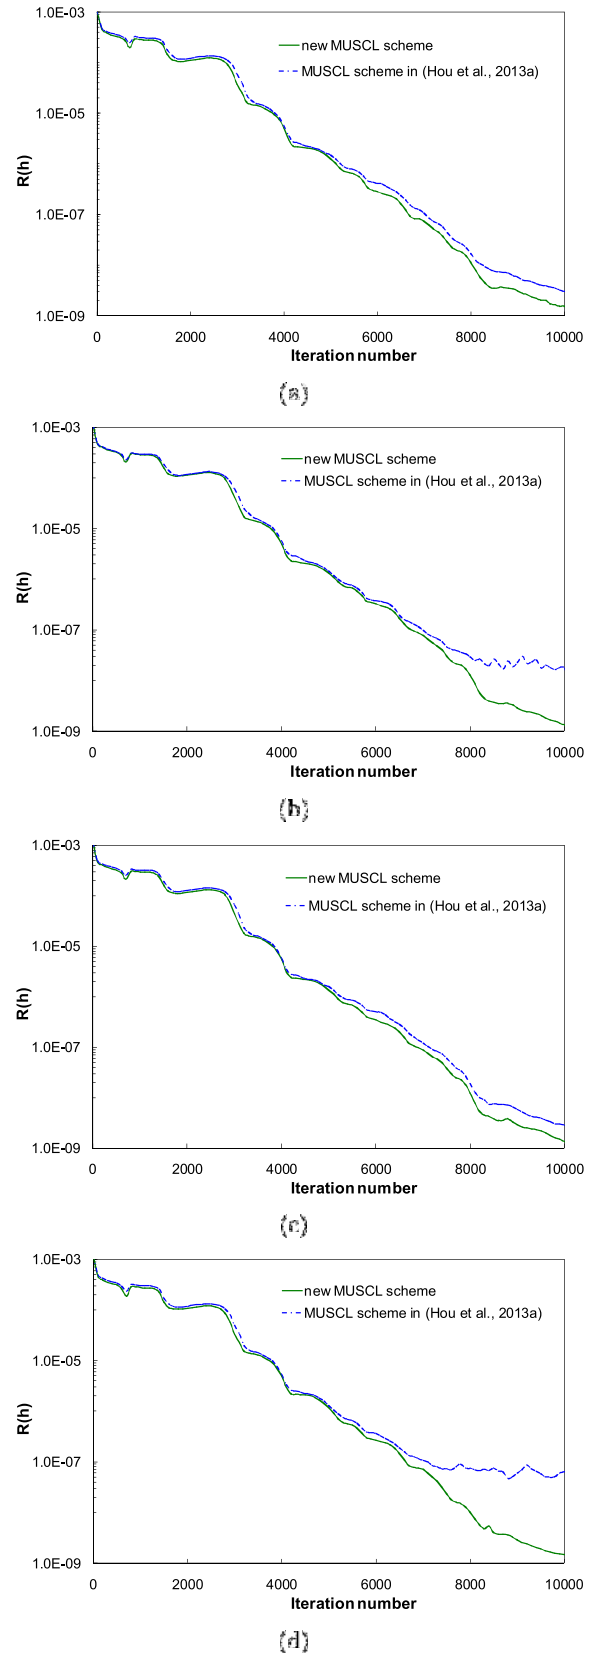 1.0E-03
new MUSCL scheme
MUSCL scheme in (Hou et al., 2013a)
1.0E-05
R(h)
1.0E-07
1.0E-09
0 2000 4000 6000 8000 10000
Iteration number
(a)
1.0E-03
new MUSCL scheme
MUSCL scheme in (Hou et al., 2013a)
1.0E-05
R(h)
1.0E-07
1.0E-09
0 2000 4000 6000 8000 10000
Iteration number
(b)
1.0E-03
new MUSCL scheme
MUSCL scheme in (Hou et al., 2013a)
1.0E-05
R(h)
1.0E-07
1.0E-09
0 2000 4000 6000 8000 10000
Iteration number
(c)
1.0E-03
new MUSCL scheme
MUSCL scheme in (Hou et al., 2013a)
1.0E-05
R(h)
1.0E-07
1.0E-09
0 2000 4000 6000 8000 10000
Iteration number
(d)